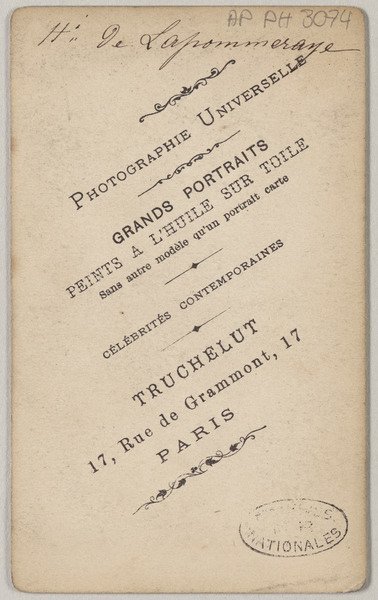 AP PH 3074
Hi de Lapommeraye
PHOTOGRAPHIE UNIVERSELLE
GRANDS PORTRAITS
PEINTS A L'HUILE SUR TOILE
Sans autre modèle qu'un portrait carte
CÉLÉBRITÉS CONTEMPORAINES
TRUCHELUT
17, Rue de Grammont, 17
PARIS
NATIONALES